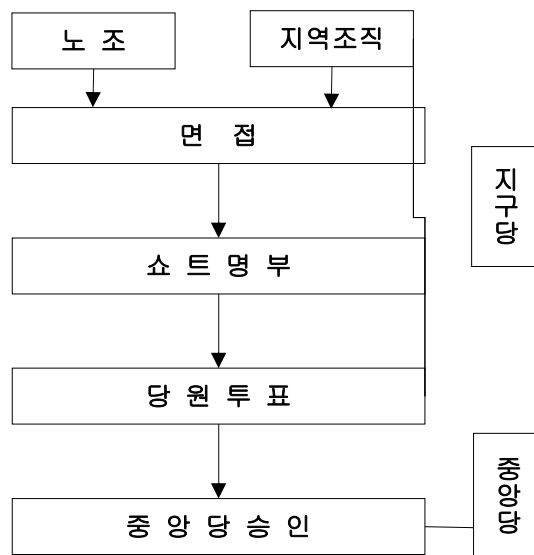 노 조
지역조직
면 접
지구당
쇼 트 명 부
당 원 투 표
중앙당
중 앙 당 승 인